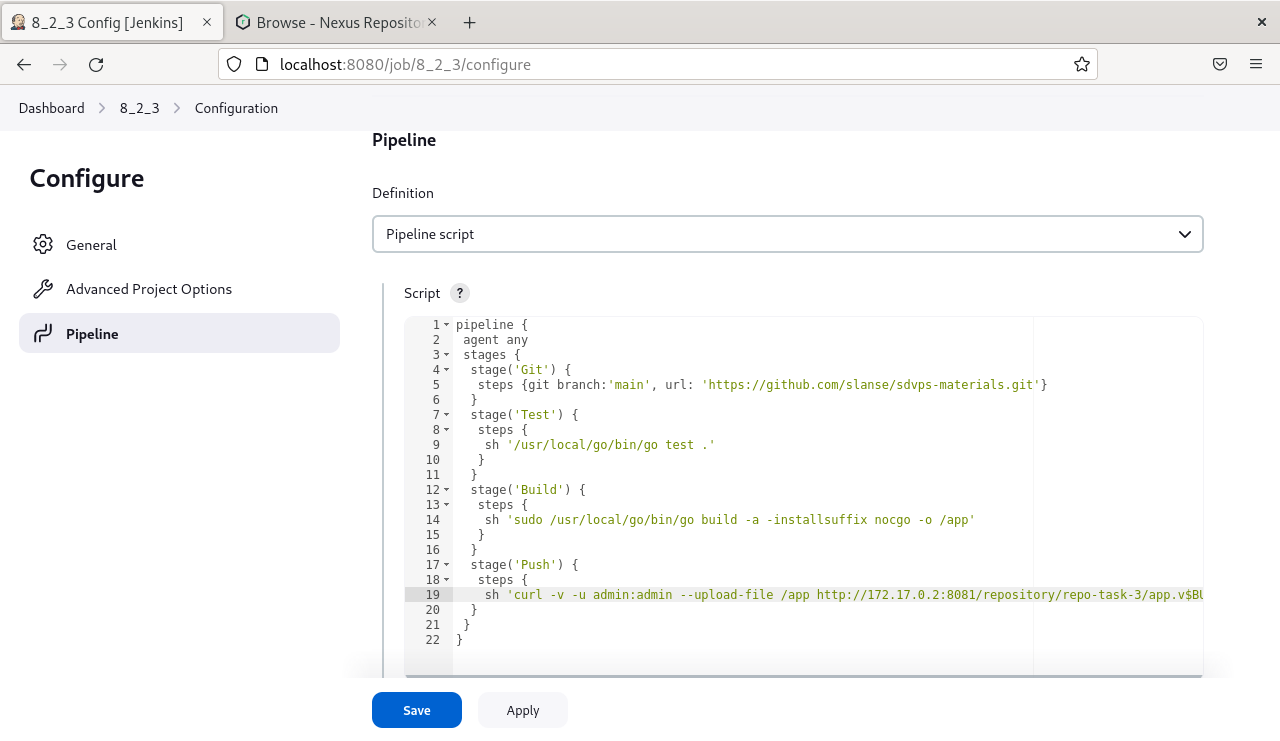 8_2_3 Config [Jenkins]
Browse - Nexus Reposito
localhost:8080/job/8_2_3/configure
Dashboard
8_2_3
Configuration
Configure
General
Advanced Project Options
Pipeline
Pipeline
Definition
Pipeline script
Script ?
1 pipeline {
2 agent any
3 stages {
4 stage('Git') {
5 steps {git branch:'main', url: 'https://github.com/slanse/sdvps-materials.git'}
6 }
7 stage('Test') {
8 steps {
9 sh '/usr/local/go/bin/go test .'
10 }
11 }
12 stage('Build') {
13 steps {
14 sh 'sudo /usr/local/go/bin/go build -a -installsuffix nocgo -o /app'
15 }
16 }
17 stage('Push') {
18 steps {
19 sh 'curl -v -u admin:admin --upload-file /app http://172.17.0.2:8081/repository/repo-task-3/app.v$BU
20 }
21 }
22 }
Save
Apply